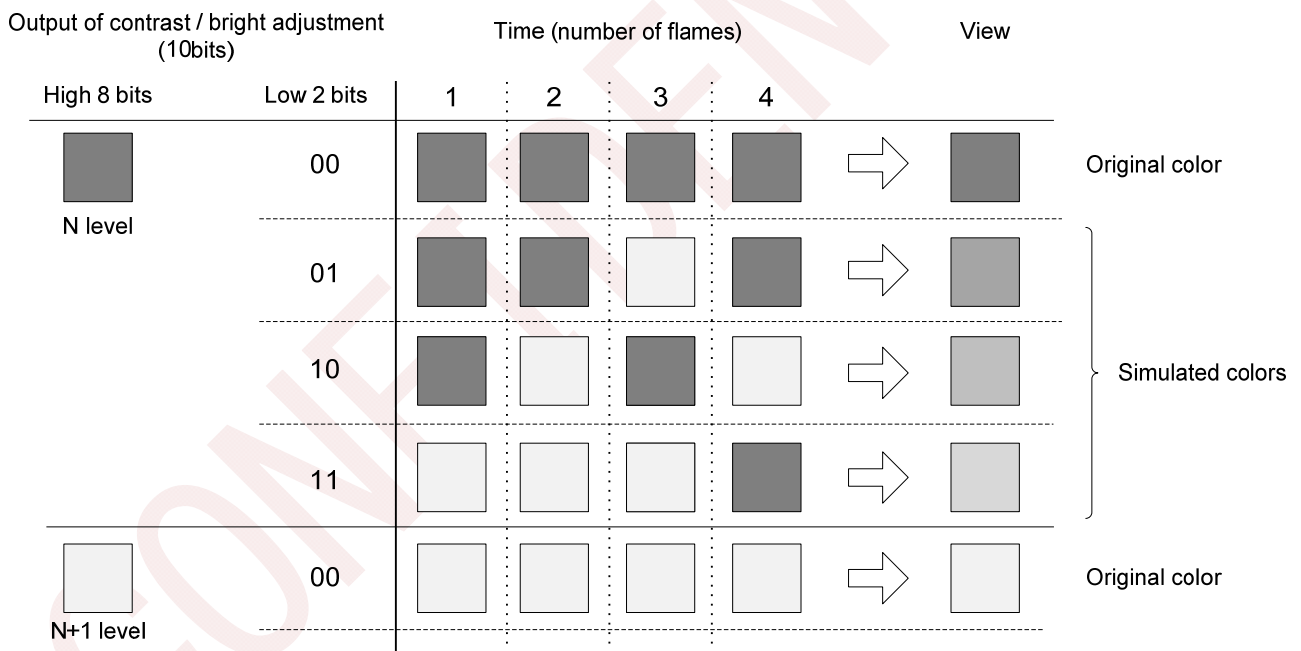 Output of contrast / bright adjustment
(10bits)
Time (number of flames)
View
High 8 bits
Low 2 bits
1
2
3
4
00
Original color
N level
01
10
Simulated colors
11
00
Original color
N+1 level
CONFIDEN